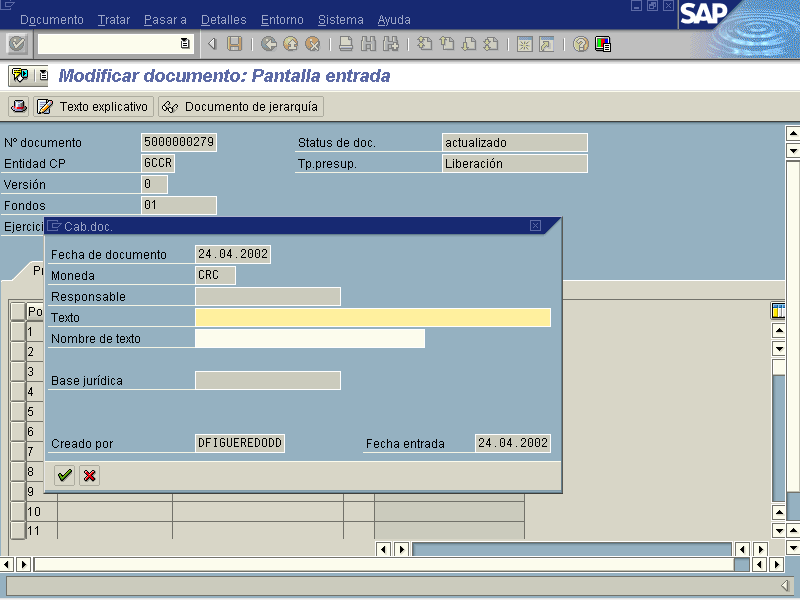 Documento Tratar Pasar a Detalles Entorno Sistema Ayuda
SAP
Modificar documento: Pantalla entrada
Texto explicativo Documento de jerarquía
Nº documento 5000000279 Status de doc. actualizado
Entidad CP GCCR Tp.presup. Liberación
Versión 0
Fondos 01
Ejercici
Cab.doc.
Fecha de documento 24.04.2002
Moneda CRC
Responsable
Texto
Nombre de texto
Base jurídica
Creado por DFIGUEREDODD Fecha entrada 24.04.2002
Po
1
2
3
4
5
6
7
8
9
10
11